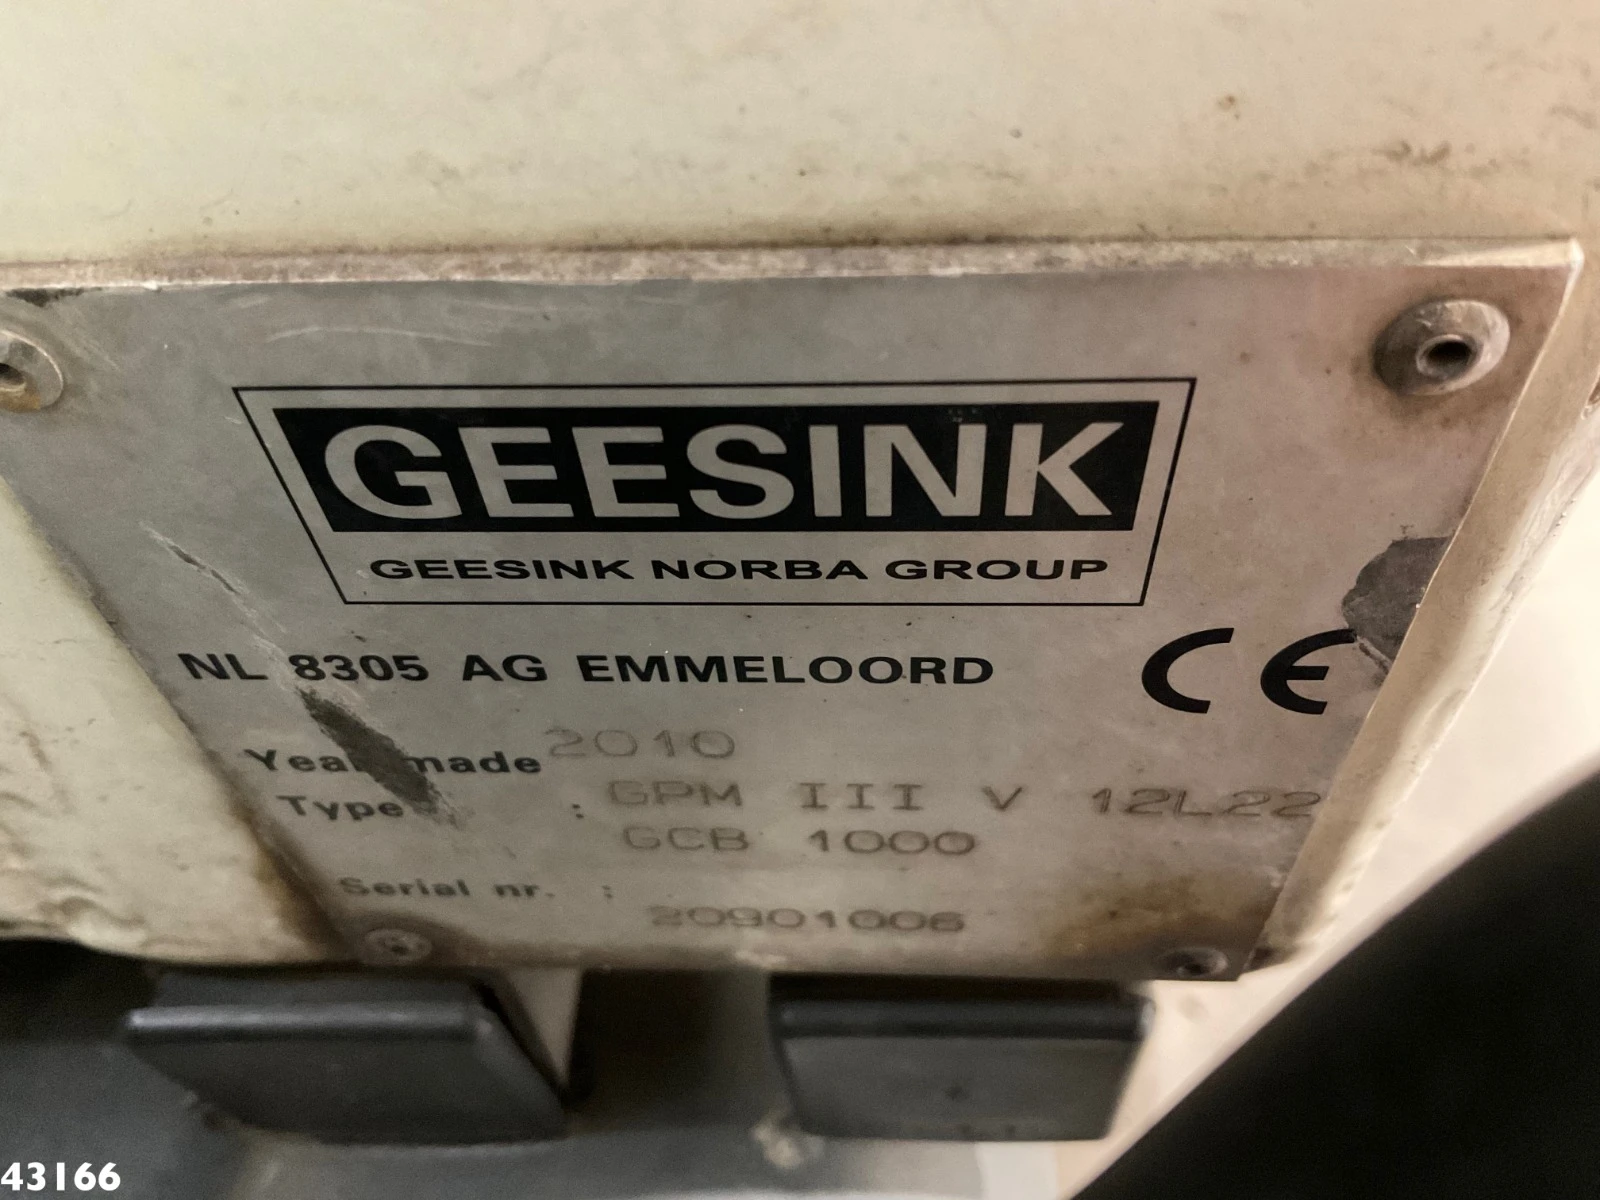 GEESINK
GEESINK NORBA GROUP
NL 8305 AG EMMELOORD CE
Year made 2010
Type : GPM III V 12L22
GCB 1000
Serial nr. :
20901006
43166